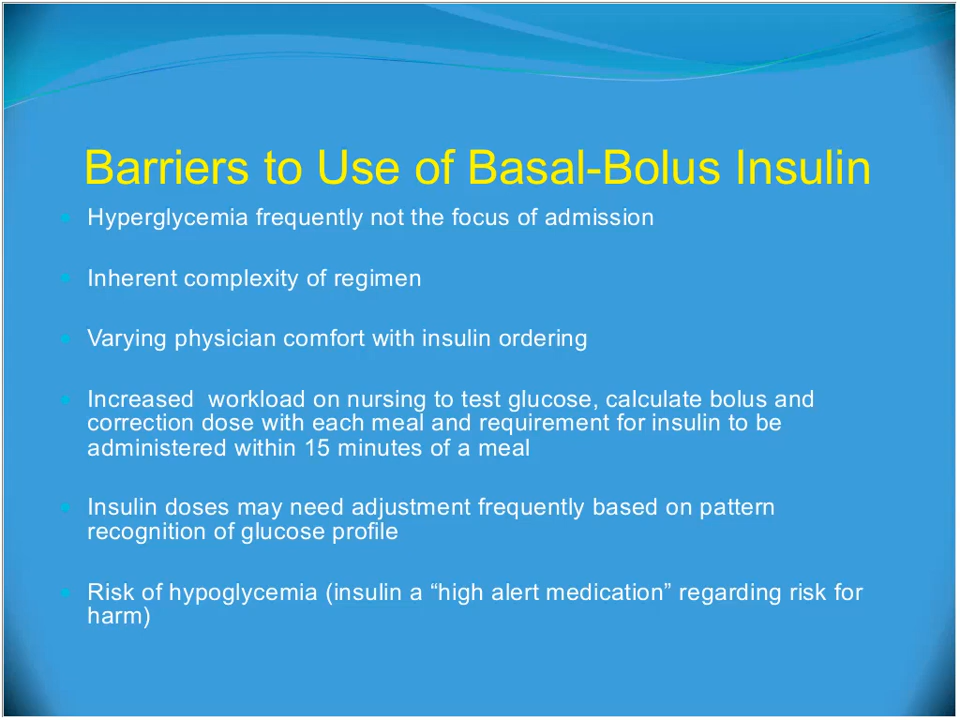 Barriers to Use of Basal-Bolus Insulin
Hyperglycemia frequently not the focus of admission
Inherent complexity of regimen
Varying physician comfort with insulin ordering
Increased  workload on nursing to test glucose, calculate bolus and
correction dose with each meal and requirement for insulin to be
administered within 15 minutes of a meal
Insulin doses may need adjustment frequently based on pattern
recognition of glucose profile
Risk of hypoglycemia (insulin a “high alert medication” regarding risk for
harm)